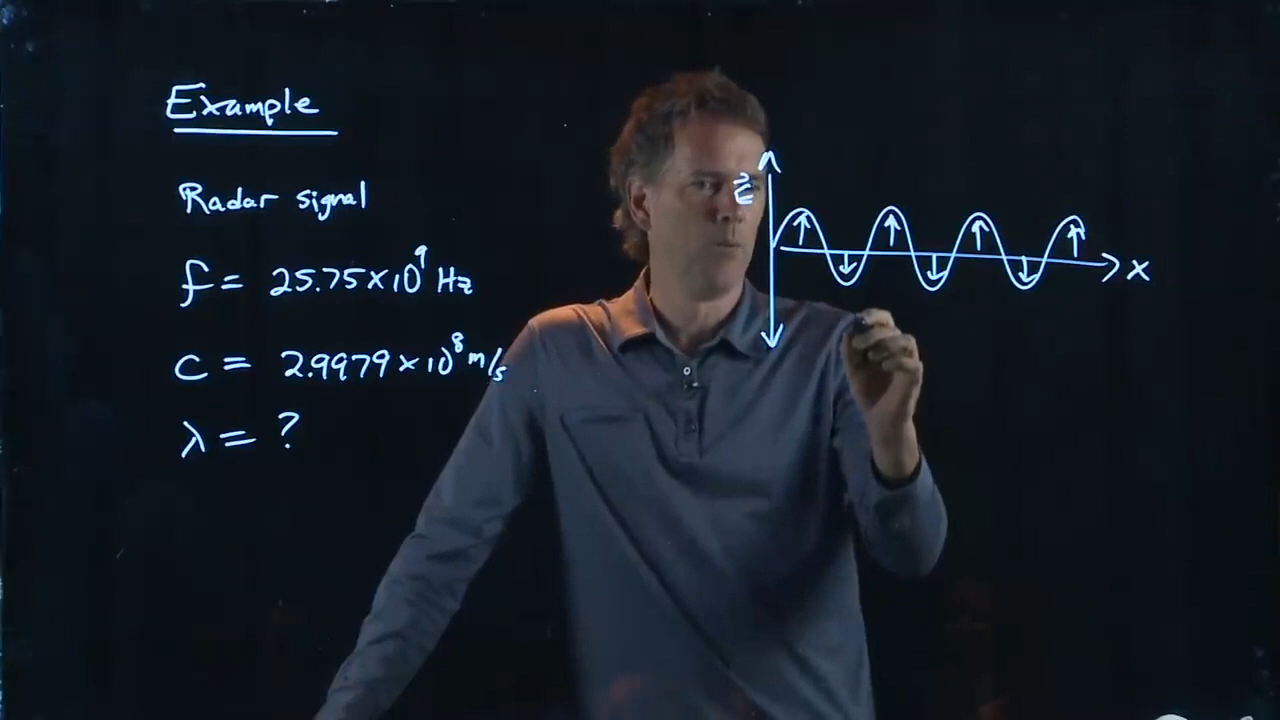 Example
Radar signal
f = 25.75×10⁹ Hz
c = 2.9979×10⁸ m/s
λ = ?
E⃗
x